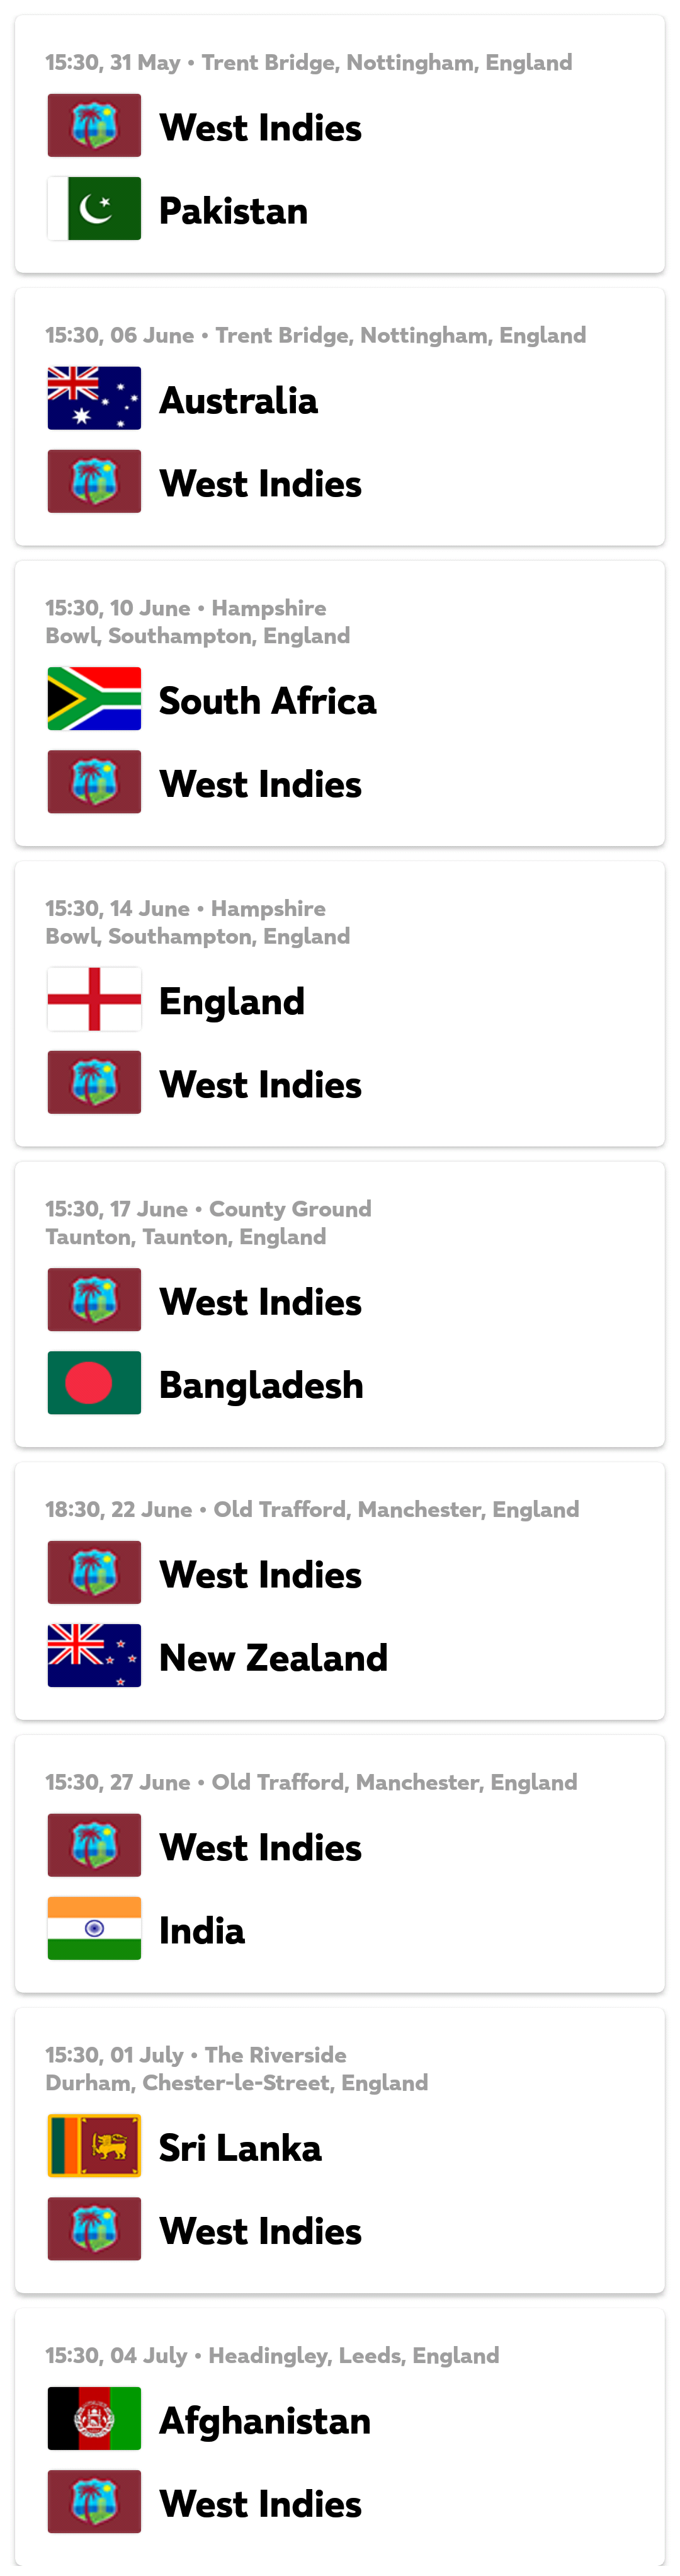 15:30, 31 May • Trent Bridge, Nottingham, England
West Indies
Pakistan
15:30, 06 June • Trent Bridge, Nottingham, England
Australia
West Indies
15:30, 10 June • Hampshire
Bowl, Southampton, England
South Africa
West Indies
15:30, 14 June • Hampshire
Bowl, Southampton, England
England
West Indies
15:30, 17 June • County Ground
Taunton, Taunton, England
West Indies
Bangladesh
18:30, 22 June • Old Trafford, Manchester, England
West Indies
New Zealand
15:30, 27 June • Old Trafford, Manchester, England
West Indies
India
15:30, 01 July • The Riverside
Durham, Chester-le-Street, England
Sri Lanka
West Indies
15:30, 04 July • Headingley, Leeds, England
Afghanistan
West Indies